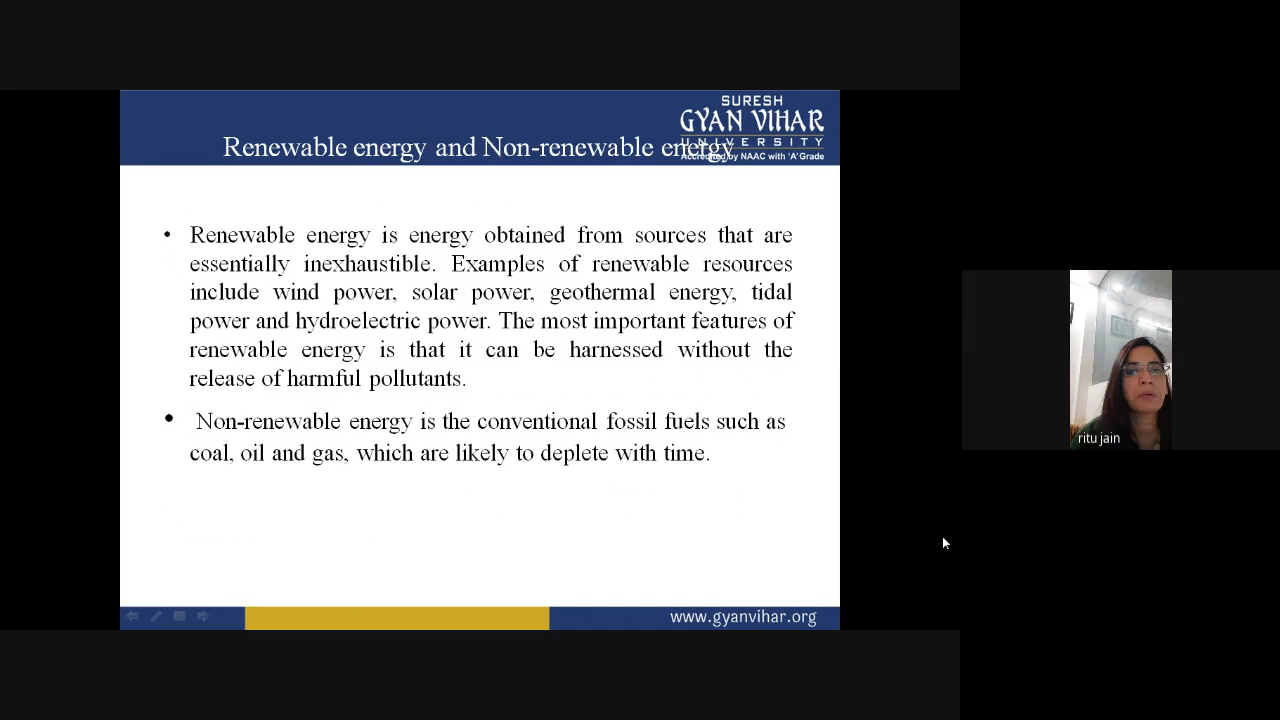 SURESH
GYAN VIHAR
UNIVERSITY
Accredited by NAAC with 'A' Grade
Renewable energy and Non-renewable energy
• Renewable energy is energy obtained from sources that are
essentially inexhaustible. Examples of renewable resources
include wind power, solar power, geothermal energy, tidal
power and hydroelectric power. The most important features of
renewable energy is that it can be harnessed without the
release of harmful pollutants.
• Non-renewable energy is the conventional fossil fuels such as
coal, oil and gas, which are likely to deplete with time.
www.gyanvihar.org
ritu jain